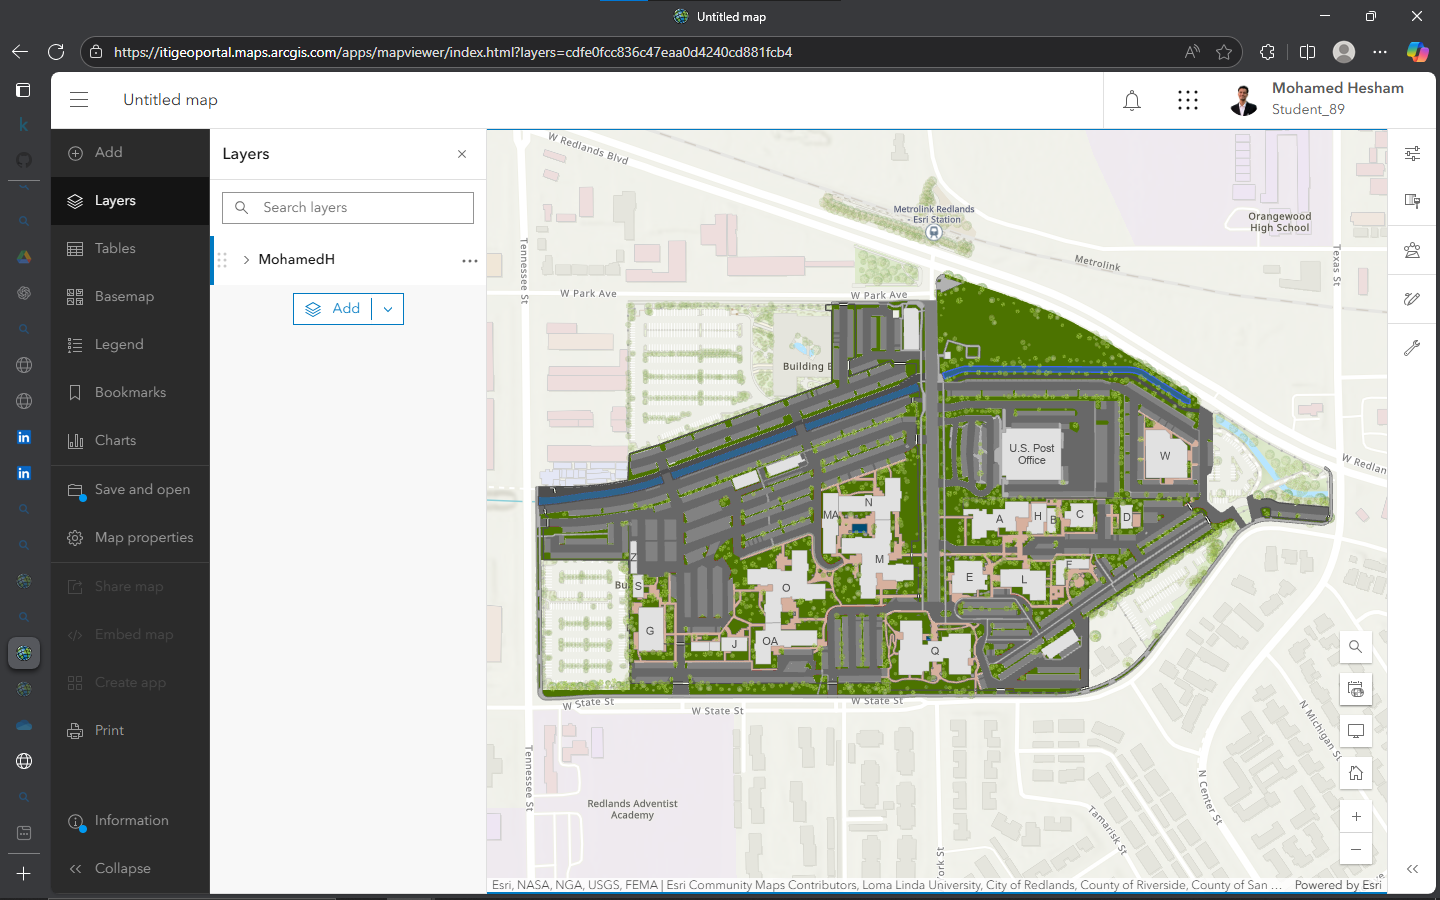 Untitled map
https://itigeoportal.maps.arcgis.com/apps/mapviewer/index.html?layers=cdfe0fcc836c47eaa0d4240cd881fcb4
Untitled map
Mohamed Hesham
Student_89
Add
Layers
Tables
Basemap
Legend
Bookmarks
Charts
Save and open
Map properties
Share map
Embed map
Create app
Print
Information
Collapse
Layers
Search layers
MohamedH
Add
W Redlands Blvd
Metrolink Redlands
- Esri Station
Orangewood
High School
Tennessee St
Texas St
Metrolink
W Park Ave
W Park Ave
Building E
U.S. Post
Office
W
W Redlan
N
MA
A
H
B
C
D
M
Z
Bu
S
O
E
L
F
G
J
OA
Q
W State St
W State St
W State St
Tennessee St
Redlands Adventist
Academy
N Michigan St
N Center St
Tamarisk St
ork St
Esri, NASA, NGA, USGS, FEMA | Esri Community Maps Contributors, Loma Linda University, City of Redlands, County of Riverside, County of San ...
Powered by Esri